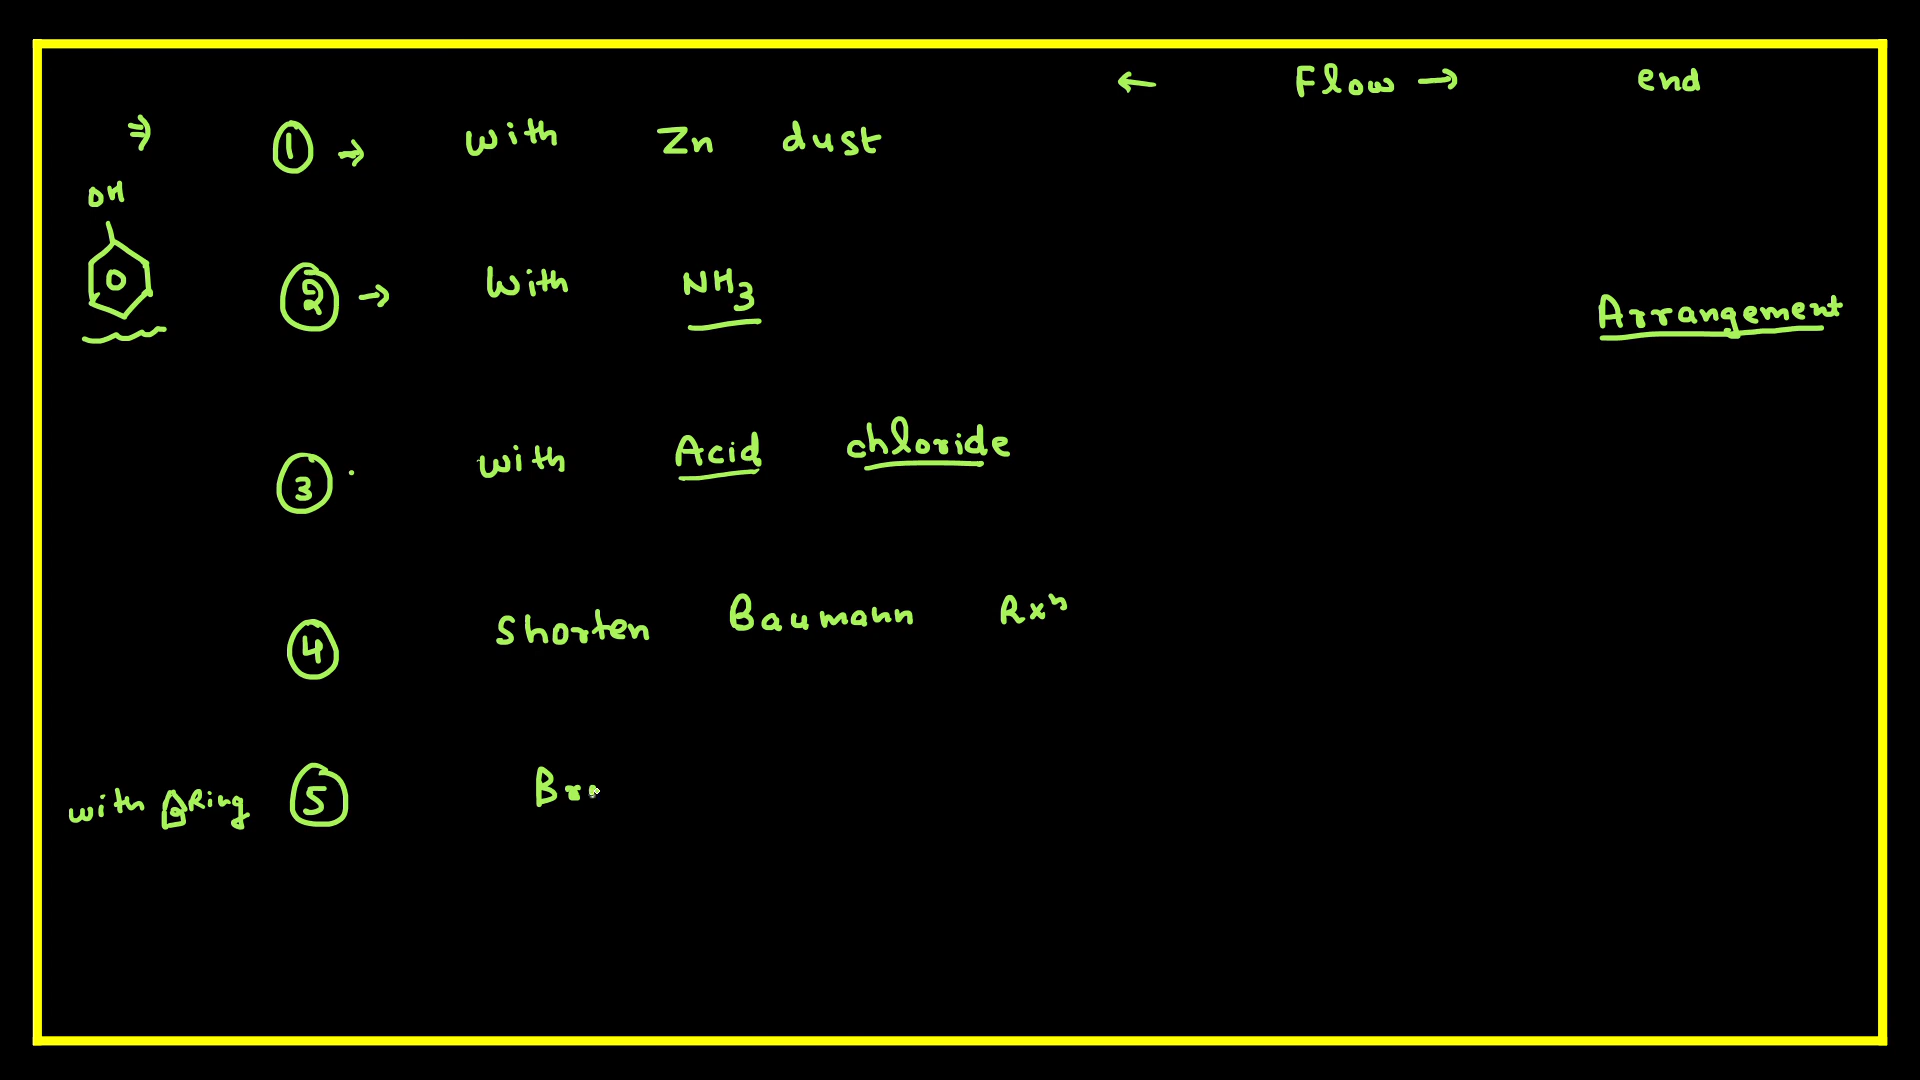 ← Flow → end
⇒ ① → with Zn dust
OH
② → With NH3
Arrangement
③ · with Acid chloride
④ Shorten Baumann Rxn
with Ring ⑤ Bro